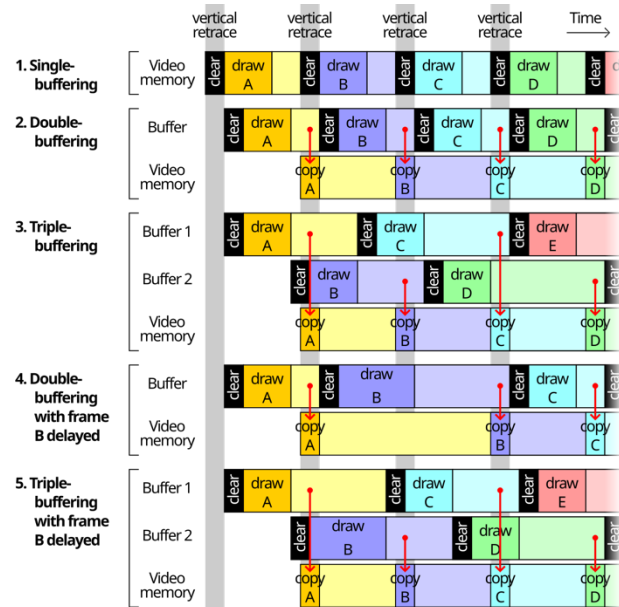 vertical retrace
vertical retrace
vertical retrace
vertical retrace
Time
1. Single-buffering
Video memory
clear
draw A
clear
draw B
clear
draw C
clear
draw D
clear
2. Double-buffering
Buffer
clear
draw A
clear
draw B
clear
draw C
clear
draw D
clear
Video memory
copy A
copy B
copy C
copy D
3. Triple-buffering
Buffer 1
clear
draw A
clear
draw C
clear
draw E
Buffer 2
clear
draw B
clear
draw D
clear
Video memory
copy A
copy B
copy C
copy D
4. Double-buffering with frame B delayed
Buffer
clear
draw A
clear
draw B
clear
draw C
clear
Video memory
copy A
copy B
copy C
5. Triple-buffering with frame B delayed
Buffer 1
clear
draw A
clear
draw C
clear
draw E
Buffer 2
clear
draw B
clear
draw D
clear
Video memory
copy A
copy B
copy C
copy D